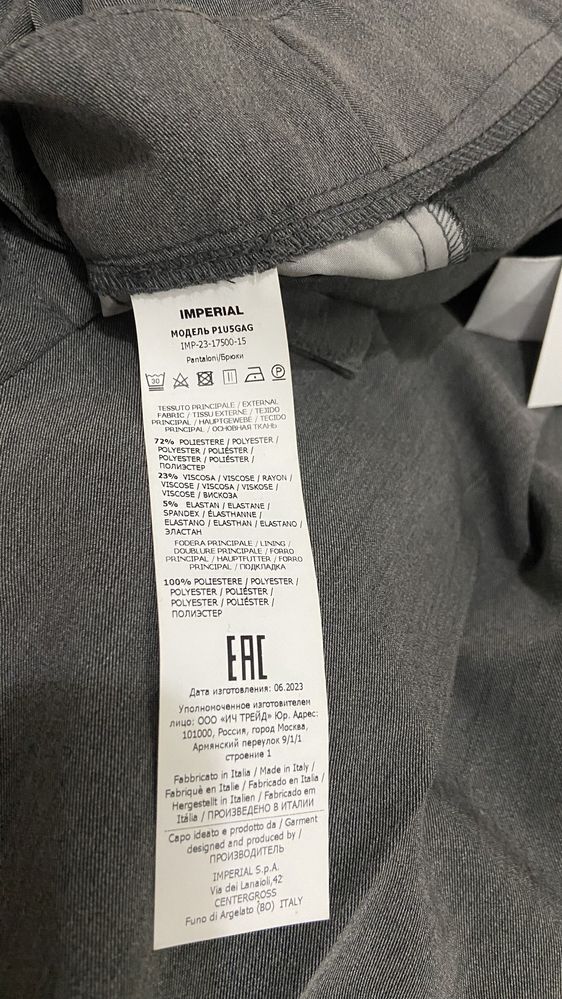 IMPERIAL
МОДЕЛЬ P1U5GAG
IMP-23-17500-15
Pantaloni/Брюки
30
P
TESSUTO PRINCIPALE / EXTERNAL
FABRIC / TISSU EXTERNE / TEJIDO
PRINCIPAL / HAUPTGEWEBE / TECIDO
PRINCIPAL / ОСНОВНАЯ ТКАНЬ
72% POLIESTERE / POLYESTER /
POLYESTER / POLIÉSTER /
POLYESTER / POLIÉSTER /
ПОЛИЭСТЕР
23% VISCOSA / VISCOSE / RAYON /
VISCOSE / VISCOSA / VISKOSE /
VISCOSE / ВИСКОЗА
5% ELASTAN / ELASTANE /
SPANDEX / ÉLASTHANNE /
ELASTANO / ELASTHAN / ELASTANO /
ЭЛАСТАН
FODERA PRINCIPALE / LINING /
DOUBLURE PRINCIPALE / FORRO
PRINCIPAL / HAUPTFUTTER / FORRO
PRINCIPAL / ПОДКЛАДКА
100% POLIESTERE / POLYESTER /
POLYESTER / POLIÉSTER /
POLYESTER / POLIÉSTER /
ПОЛИЭСТЕР
EAC
Дата изготовления: 06.2023
Уполномоченное изготовителем
лицо: ООО «ИЧ ТРЕЙД» Юр. Адрес:
101000, Россия, город Москва,
Армянский переулок 9/1/1
строение 1
Fabbricato in Italia / Made in Italy /
Fabriqué en Italie / Fabricado en Italia /
Hergestellt in Italien / Fabricado em
Itália / ПРОИЗВЕДЕНО В ИТАЛИИ
Capo ideato e prodotto da / Garment
designed and produced by /
ПРОИЗВОДИТЕЛЬ
IMPERIAL S.p.A.
Via dei Lanaioli,42
CENTERGROSS
Funo di Argelato (BO) ITALY